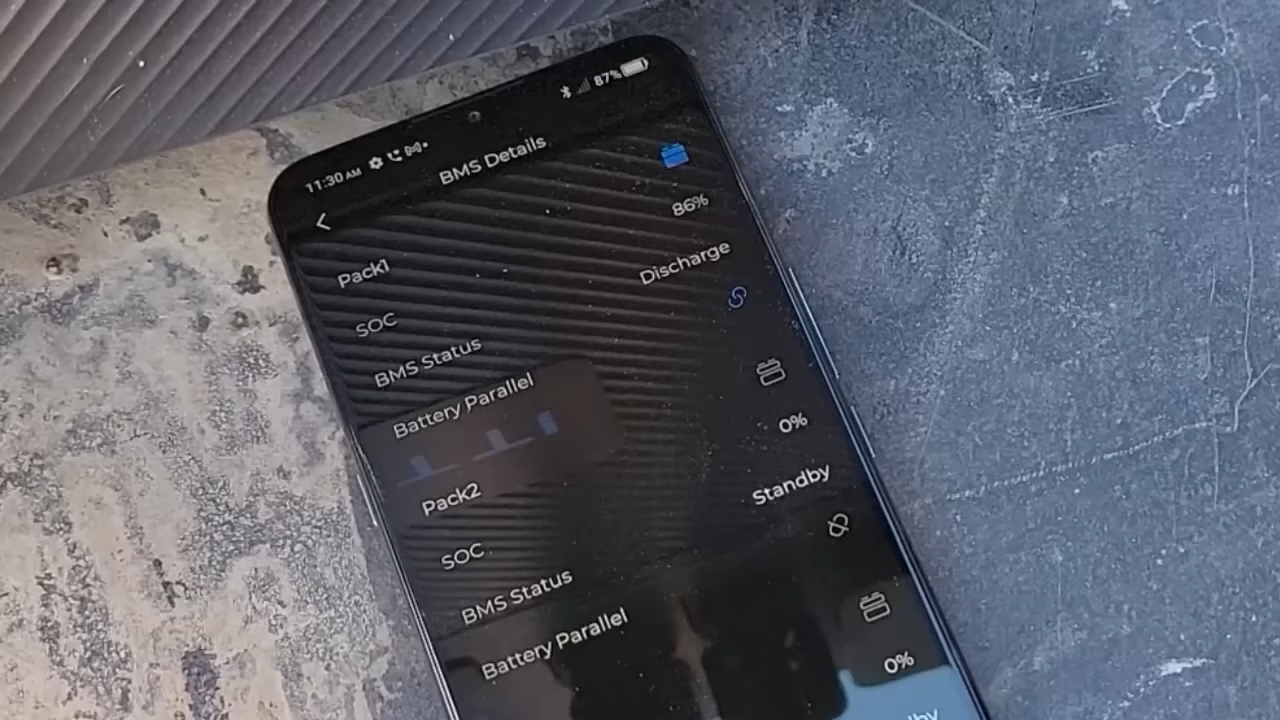 11:30 AM 87%
BMS Details
Pack1
SOC 86%
BMS Status Discharge
Battery Parallel
Pack2
SOC 0%
BMS Status Standby
Battery Parallel
0%